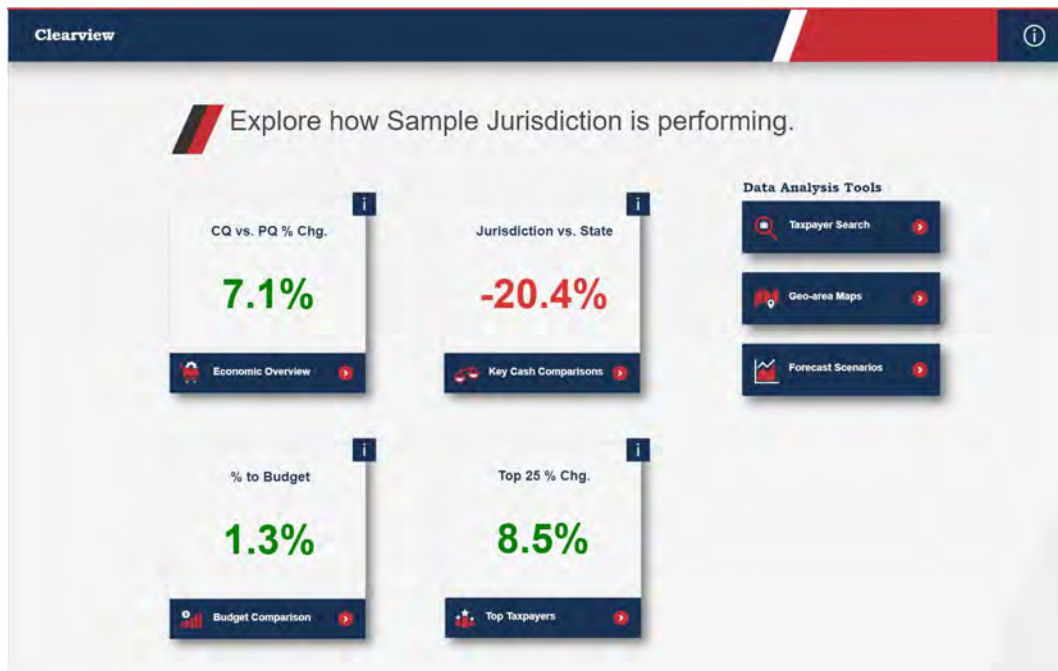 Clearview
Explore how Sample Jurisdiction is performing.
i
CQ vs. PQ % Chg.
7.1%
Economic Overview
i
Jurisdiction vs. State
-20.4%
Key Cash Comparisons
Data Analysis Tools
Taxpayer Search
Geo-area Maps
Forecast Scenarios
i
% to Budget
1.3%
Budget Comparison
i
Top 25 % Chg.
8.5%
Top Taxpayers